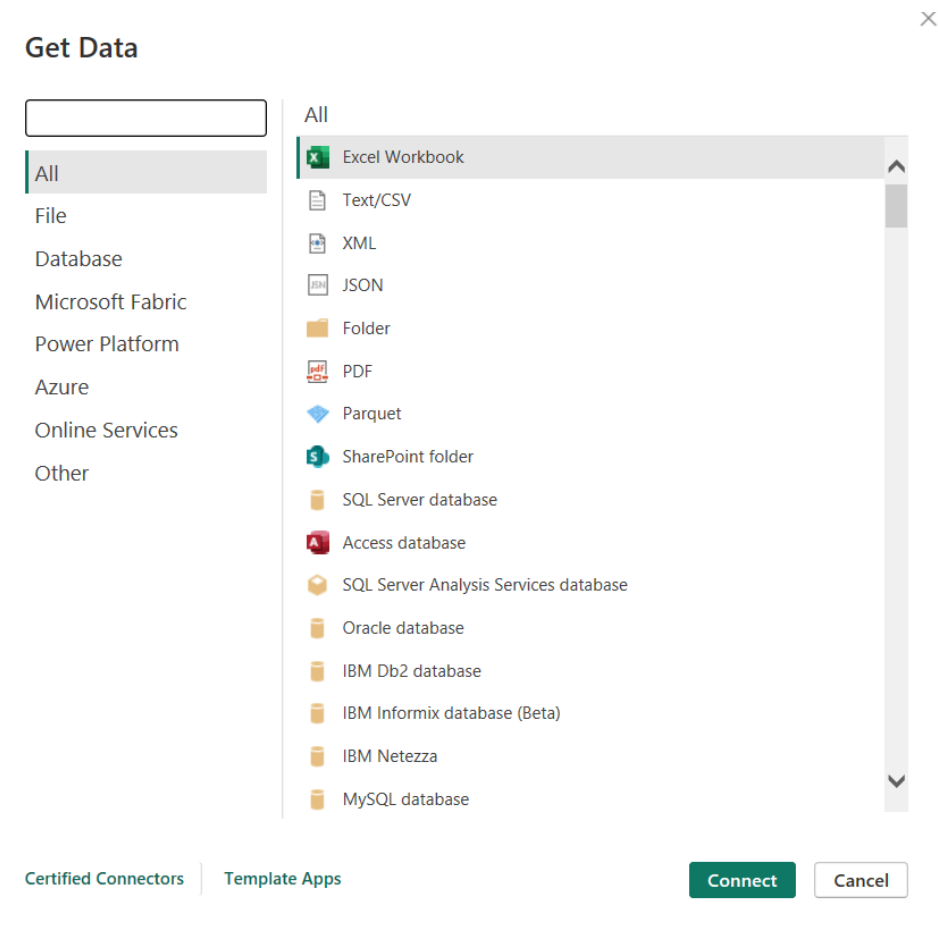 Get Data
All
File
Database
Microsoft Fabric
Power Platform
Azure
Online Services
Other
All
Excel Workbook
Text/CSV
XML
JSN JSON
Folder
pdf PDF
Parquet
S SharePoint folder
SQL Server database
A Access database
SQL Server Analysis Services database
Oracle database
IBM Db2 database
IBM Informix database (Beta)
IBM Netezza
MySQL database
Certified Connectors
Template Apps
Connect
Cancel